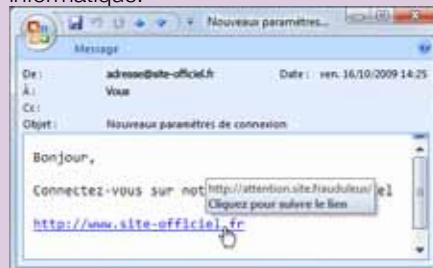 informatique.
Nouveaux paramètres...
Message
De : adresse@site-officiel.fr Date : ven. 16/10/2009 14:25
À : Vous
Cc :
Objet : Nouveaux paramètres de connexion
Bonjour,
Connectez-vous sur not el
http://attention.site.frauduleux/
Cliquez pour suivre le lien
http://www.site-officiel.fr